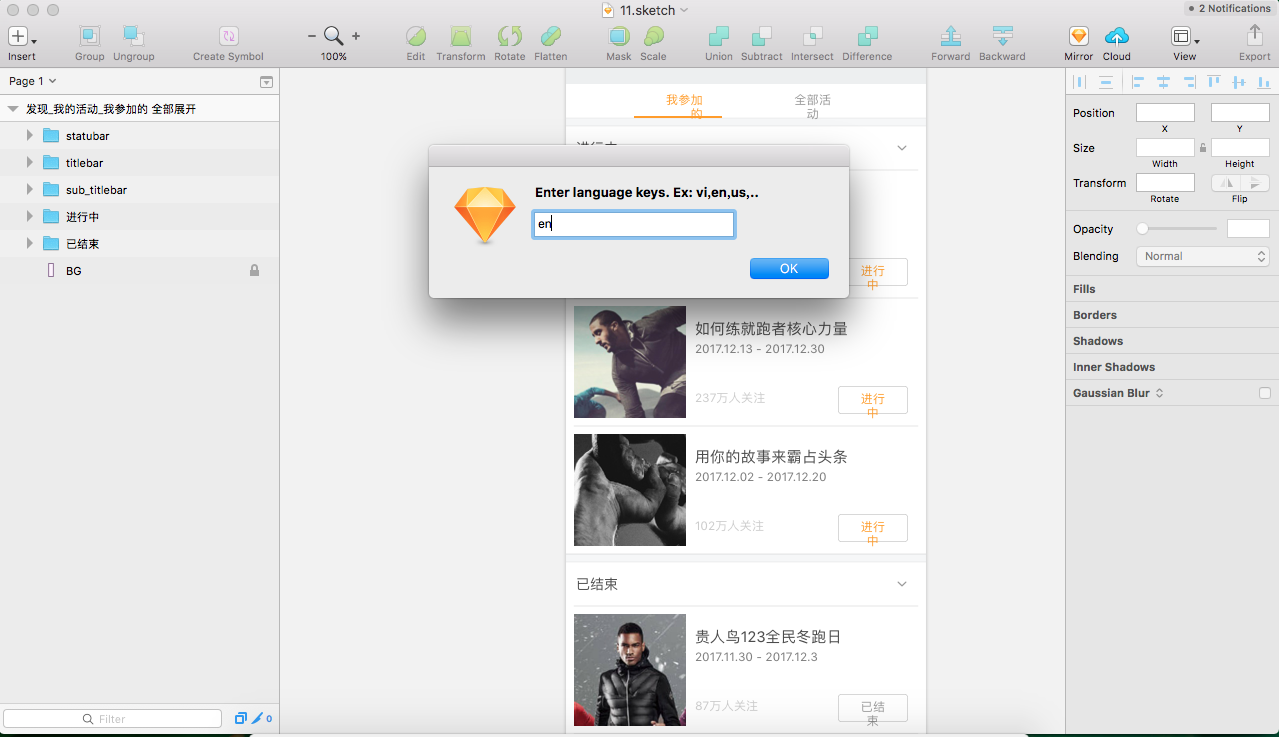 11.sketch
2 Notifications
Insert
Group
Ungroup
Create Symbol
100%
Edit
Transform
Rotate
Flatten
Mask
Scale
Union
Subtract
Intersect
Difference
Forward
Backward
Mirror
Cloud
View
Export
Page 1
发现_我的活动_我参加的 全部展开
statubar
titlebar
sub_titlebar
进行中
已结束
BG
Filter
0
我参加
的
全部活
动
进行中
Enter language keys. Ex: vi,en,us,..
en
OK
进行
中
如何练就跑者核心力量
2017.12.13 - 2017.12.30
237万人关注
进行
中
用你的故事来霸占头条
2017.12.02 - 2017.12.20
102万人关注
进行
中
已结束
贵人鸟123全民冬跑日
2017.11.30 - 2017.12.3
87万人关注
已结
束
Position
X
Y
Size
Width
Height
Transform
Rotate
Flip
Opacity
Blending
Normal
Fills
Borders
Shadows
Inner Shadows
Gaussian Blur